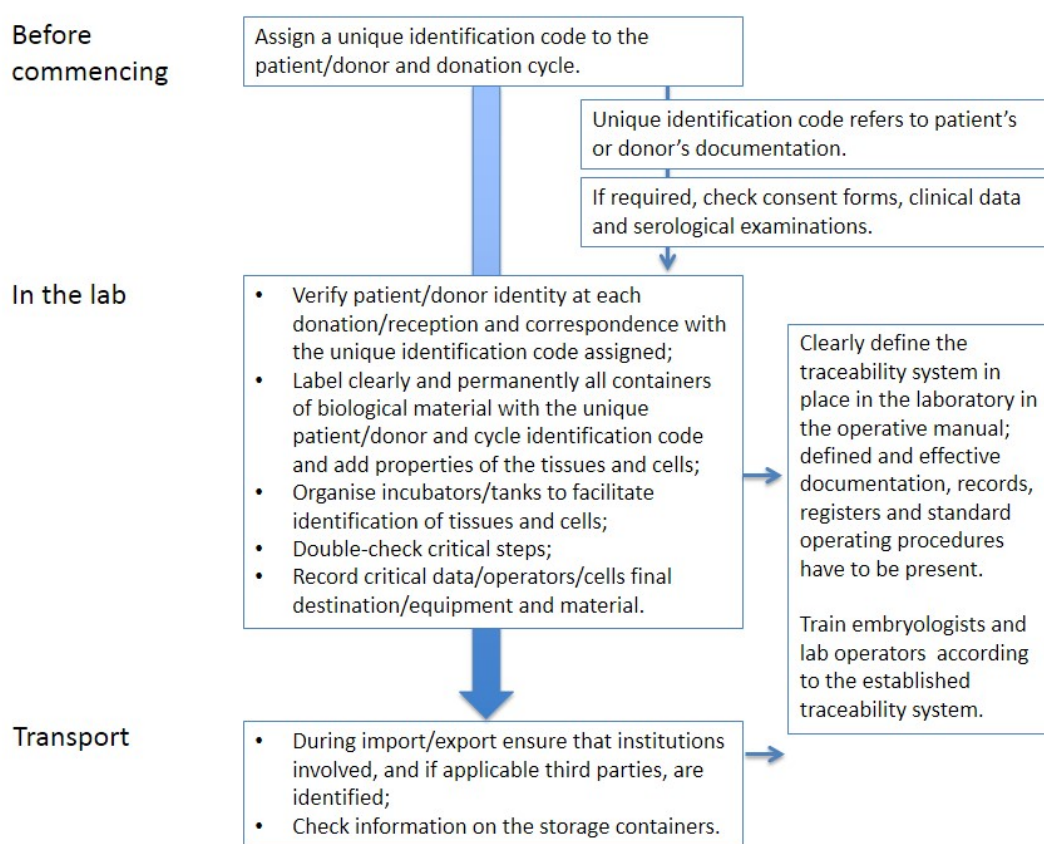 Before
commencing
Assign a unique identification code to the
patient/donor and donation cycle.
Unique identification code refers to patient's
or donor's documentation.
If required, check consent forms, clinical data
and serological examinations.
In the lab
• Verify patient/donor identity at each
donation/reception and correspondence with
the unique identification code assigned;
• Label clearly and permanently all containers
of biological material with the unique
patient/donor and cycle identification code
and add properties of the tissues and cells;
• Organise incubators/tanks to facilitate
identification of tissues and cells;
• Double-check critical steps;
• Record critical data/operators/cells final
destination/equipment and material.
Clearly define the
traceability system in
place in the laboratory in
the operative manual;
defined and effective
documentation, records,
registers and standard
operating procedures
have to be present.
Train embryologists and
lab operators according
to the established
traceability system.
Transport
• During import/export ensure that institutions
involved, and if applicable third parties, are
identified;
• Check information on the storage containers.